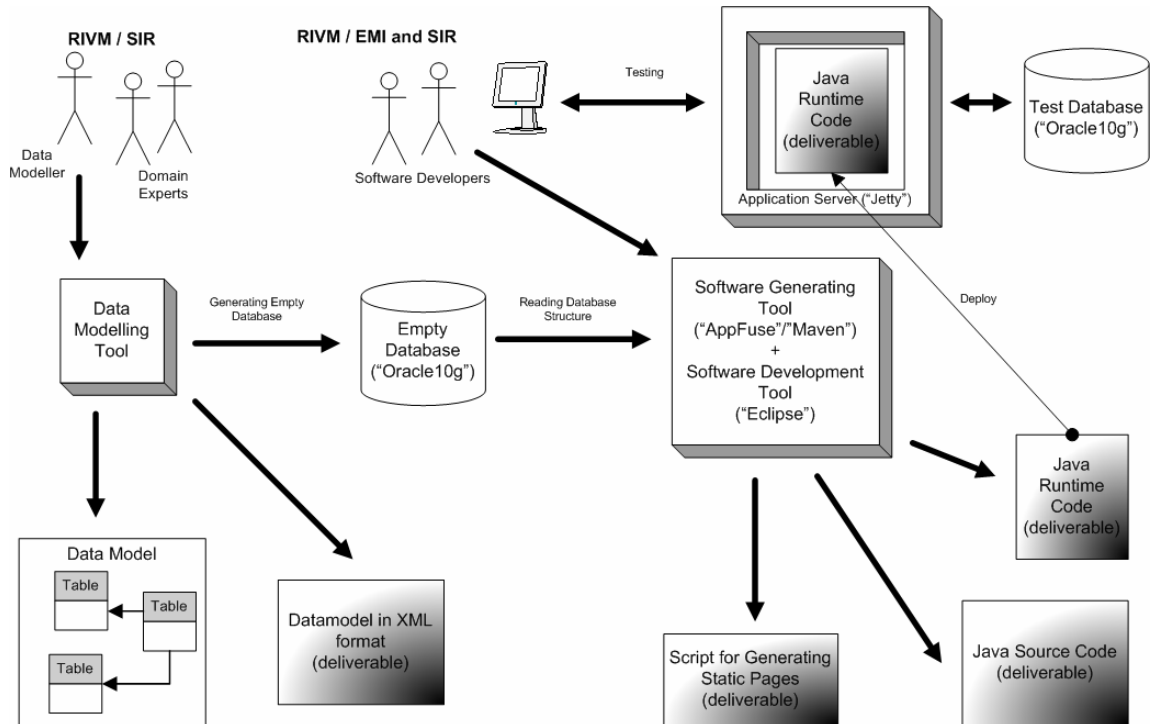 RIVM / SIR
RIVM / EMI and SIR
Data
Modeller
Domain
Experts
Software Developers
Testing
Java
Runtime
Code
(deliverable)
Application Server (“Jetty”)
Test Database
(“Oracle10g”)
Data
Modelling
Tool
Generating Empty
Database
Empty
Database
(“Oracle10g”)
Reading Database
Structure
Software Generating
Tool
(“AppFuse”/”Maven”)
+
Software Development
Tool
(“Eclipse”)
Deploy
Java
Runtime
Code
(deliverable)
Data Model
Table
Table
Table
Datamodel in XML
format
(deliverable)
Script for Generating
Static Pages
(deliverable)
Java Source Code
(deliverable)